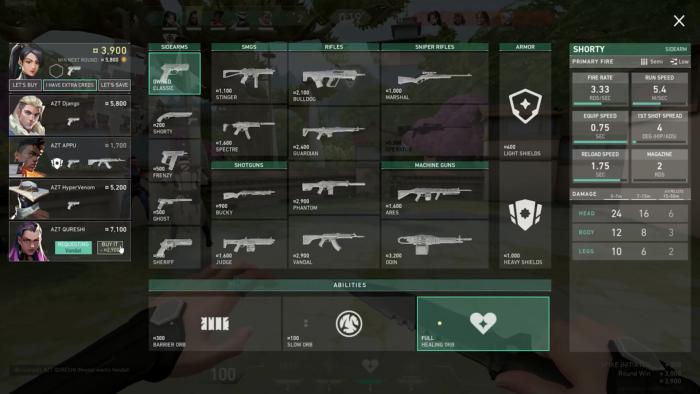 ¤ 3,900
MIN NEXT ROUND: ¤ 5,800
LET'S BUY
I HAVE EXTRA CREDS
LET'S SAVE
AZT Django
¤ 5,800
AZT APPU
¤ 1,700
AZT HyperVenom
¤ 5,200
AZT QURESHI
¤ 7,100
REQUESTING
Vandal
BUY IT
SIDEARMS
OWNED
CLASSIC
¤200
SHORTY
¤500
FRENZY
¤500
GHOST
SHERIFF
SMGS
¤1,100
STINGER
¤1,600
SPECTRE
SHOTGUNS
¤900
BUCKY
¤1,600
JUDGE
RIFLES
¤2,100
BULLDOG
¤2,400
GUARDIAN
¤2,900
PHANTOM
¤2,900
VANDAL
SNIPER RIFLES
¤1,000
MARSHAL
OPERATOR
MACHINE GUNS
¤1,600
ARES
¤3,200
ODIN
ARMOR
¤400
LIGHT SHIELDS
¤1,000
HEAVY SHIELDS
ABILITIES
¤300
BARRIER ORB
¤100
SLOW ORB
FULL
HEALING ORB
SHORTY
SIDEARM
PRIMARY FIRE
Semi
Low
FIRE RATE
3.33
RDS/SEC
RUN SPEED
5.4
M/SEC
EQUIP SPEED
0.75
SEC
1ST SHOT SPREAD
4
DEG (HIP/ADS)
RELOAD SPEED
1.75
SEC
MAGAZINE
2
RDS
DAMAGE
HEAD 24 16 6
BODY 12 8 3
LEGS 10 6 2
100
Round Win